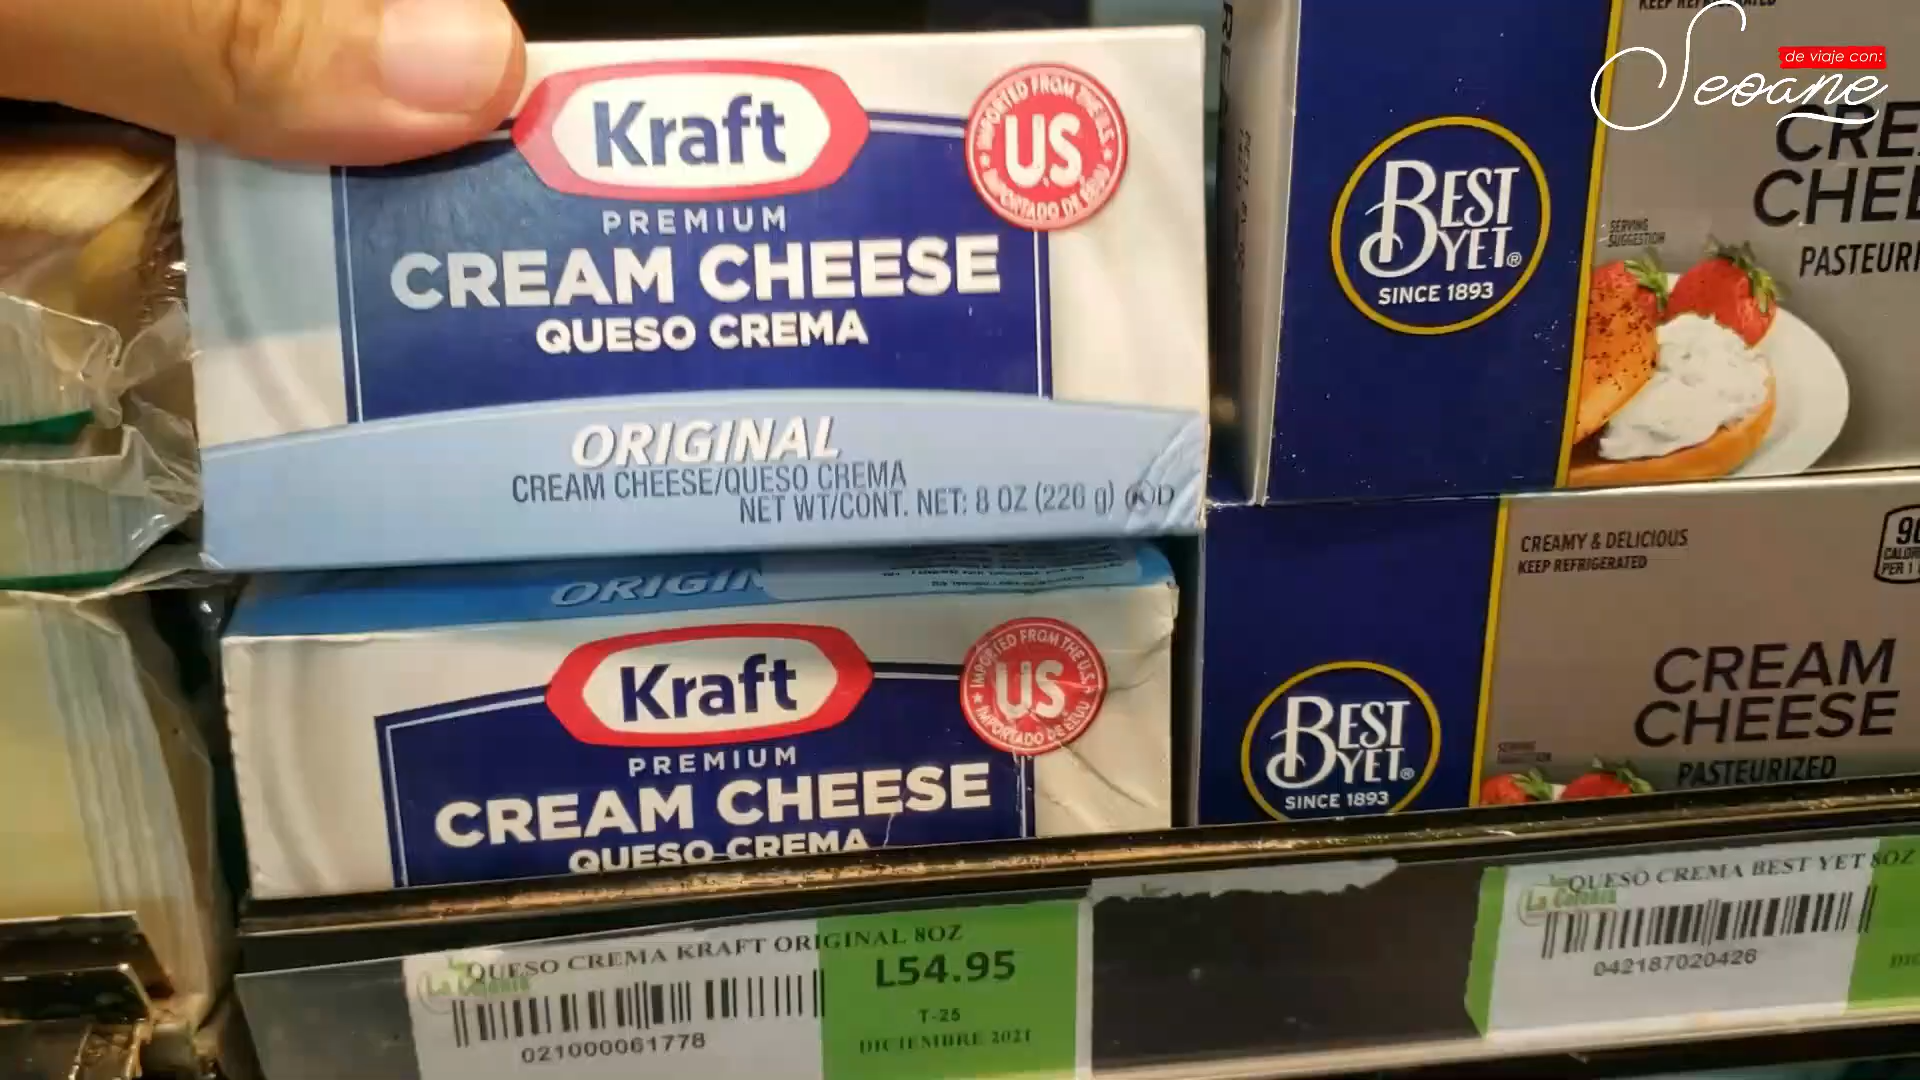 de viaje con:
Seoane
Kraft
PREMIUM
CREAM CHEESE
QUESO CREMA
IMPORTED FROM THE U.S.
US
IMPORTADO DE EEUU
ORIGINAL
CREAM CHEESE/QUESO CREMA
NET WT/CONT. NET: 8 OZ (226 g)
Kraft
PREMIUM
CREAM CHEESE
QUESO CREMA
IMPORTED FROM THE U.S.A
US
IMPORTADO DE EEUU
BEST
YET®
SINCE 1893
SERVING
SUGGESTION
CREAMY & DELICIOUS
KEEP REFRIGERATED
BEST
YET®
SINCE 1893
CREAM
CHEESE
PASTEURIZED
QUESO CREMA KRAFT ORIGINAL 8OZ
La Colonia
021000061778
L54.95
T-25
DICIEMBRE 2021
QUESO CREMA BEST YET 8OZ
La Colonia
042187020426